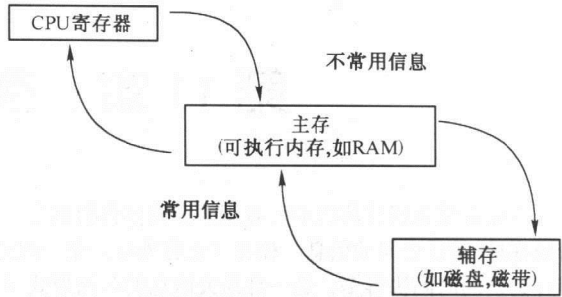 CPU寄存器
不常用信息
主存
(可执行内存,如RAM)
常用信息
辅存
(如磁盘,磁带)